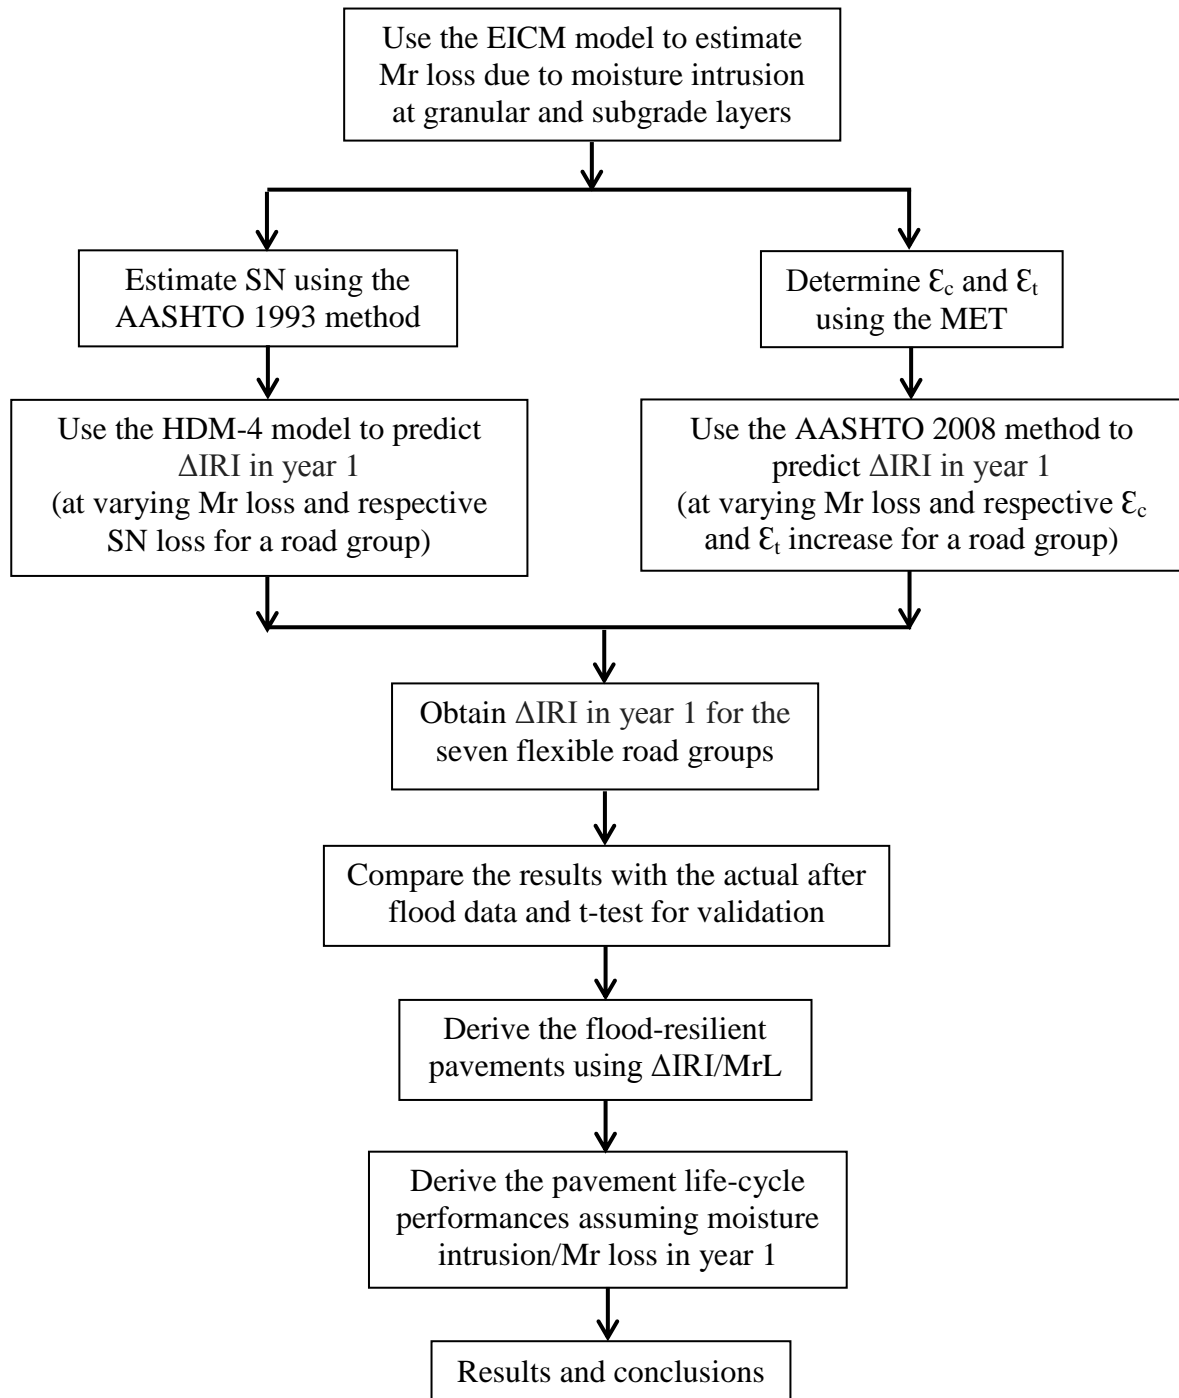 Use the EICM model to estimate
Mr loss due to moisture intrusion
at granular and subgrade layers
Estimate SN using the
AASHTO 1993 method
Determine Ɛc and Ɛt
using the MET
Use the HDM-4 model to predict
ΔIRI in year 1
(at varying Mr loss and respective
SN loss for a road group)
Use the AASHTO 2008 method to
predict ΔIRI in year 1
(at varying Mr loss and respective Ɛc
and Ɛt increase for a road group)
Obtain ΔIRI in year 1 for the
seven flexible road groups
Compare the results with the actual after
flood data and t-test for validation
Derive the flood-resilient
pavements using ΔIRI/MrL
Derive the pavement life-cycle
performances assuming moisture
intrusion/Mr loss in year 1
Results and conclusions